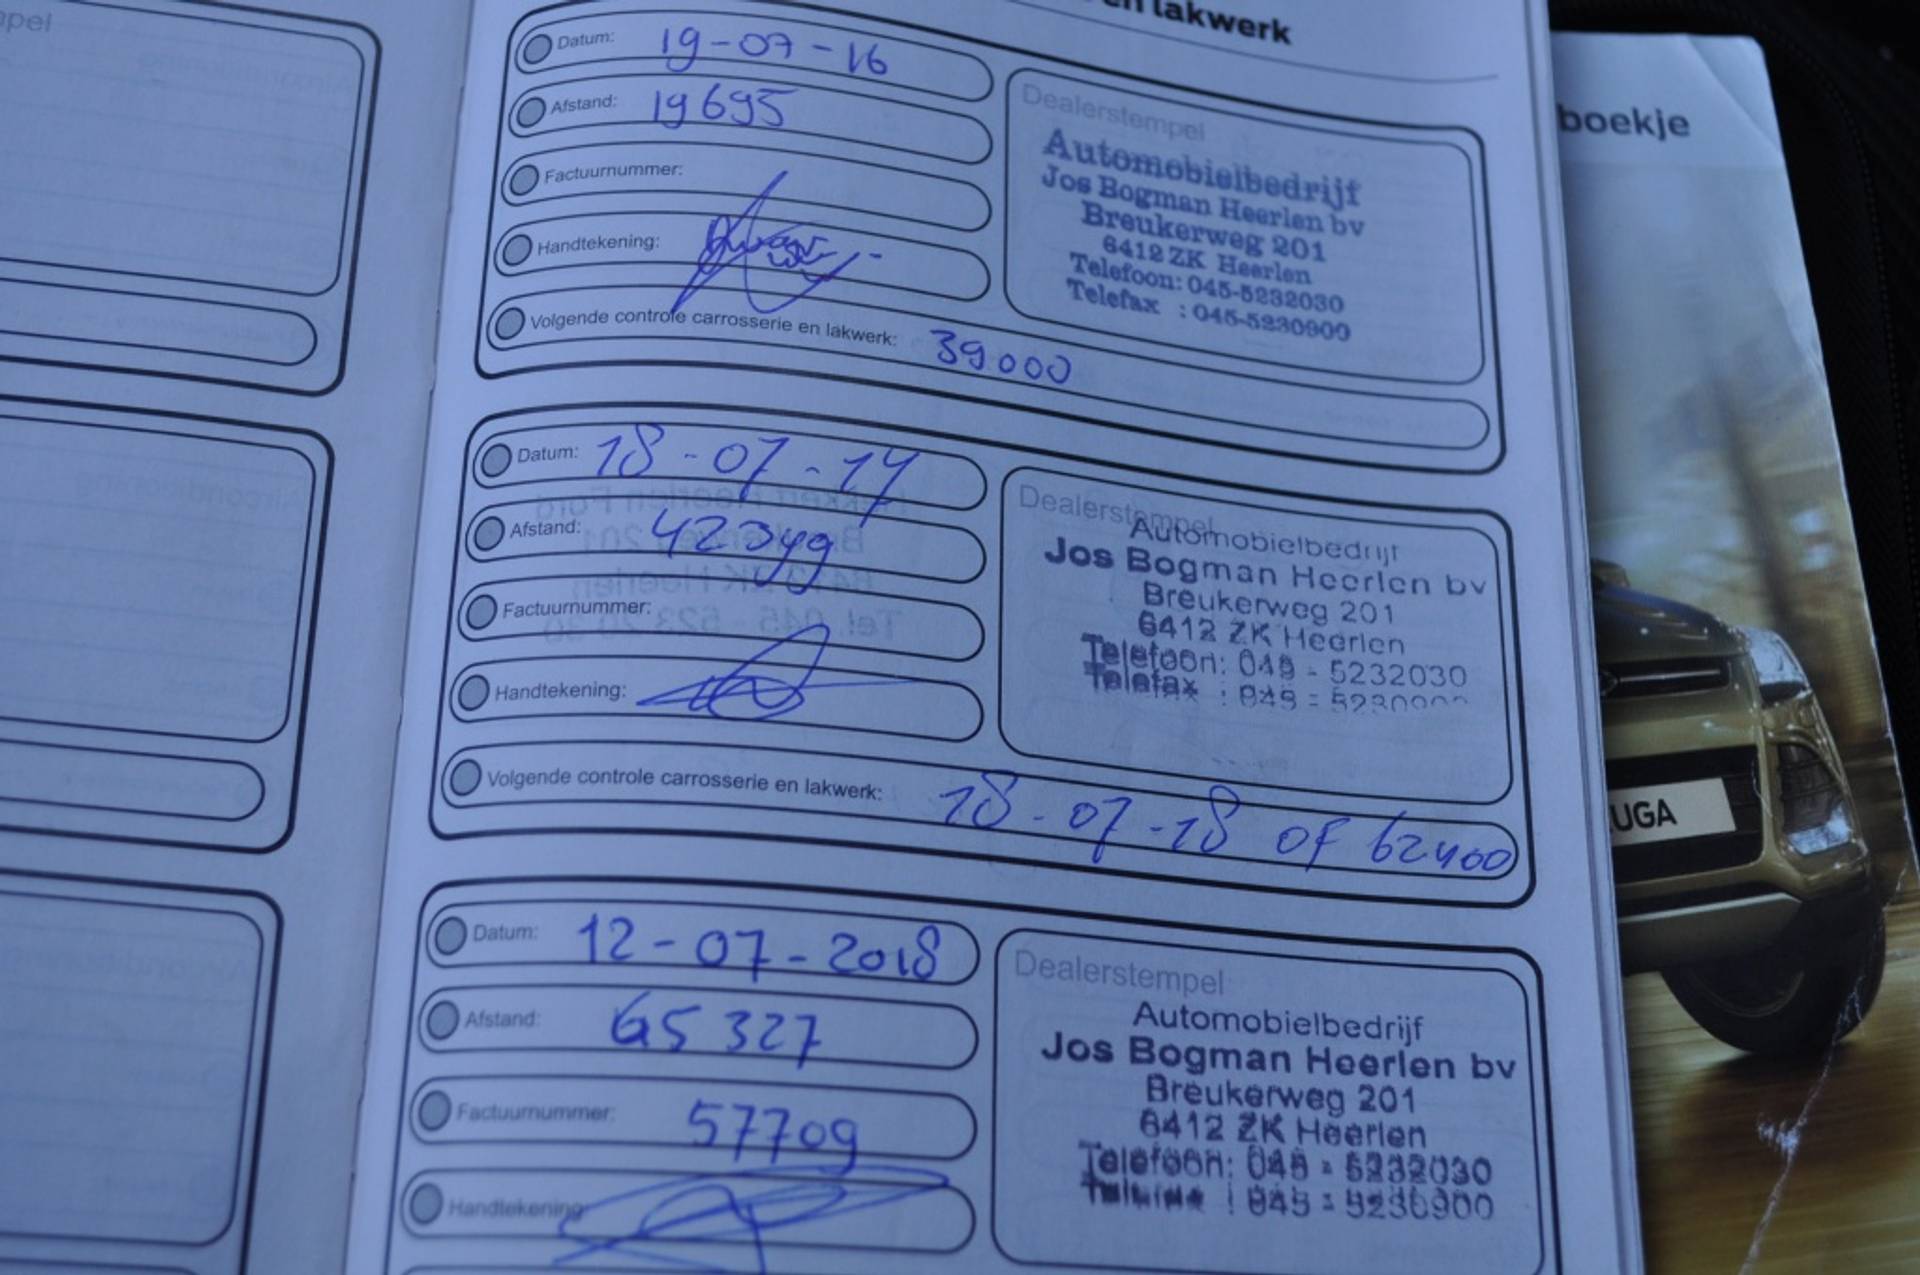 en lakwerk
Datum: 19-07-16
Afstand: 19695
Factuurnummer:
Handtekening:
Volgende controle carrosserie en lakwerk: 39.000
Dealerstempel
Automobielbedrijf
Jos Bogman Heerlen bv
Breukerweg 201
6412 ZK Heerlen
Telefoon: 045-5232030
Telefax : 045-5230900
Datum: 18-07-17
Afstand: 42349
Factuurnummer:
Handtekening:
Volgende controle carrosserie en lakwerk: 18-07-18 OF 62400
Dealerstempel
Automobielbedrijf
Jos Bogman Heerlen bv
Breukerweg 201
6412 ZK Heerlen
Telefoon: 045 - 5232030
Telefax : 045 - 5230900
Datum: 12-07-2018
Afstand: 65327
Factuurnummer: 57709
Handtekening:
Dealerstempel
Automobielbedrijf
Jos Bogman Heerlen bv
Breukerweg 201
6412 ZK Heerlen
Telefoon: 045 - 5232030
: 045 - 5230900
boekje
UGA